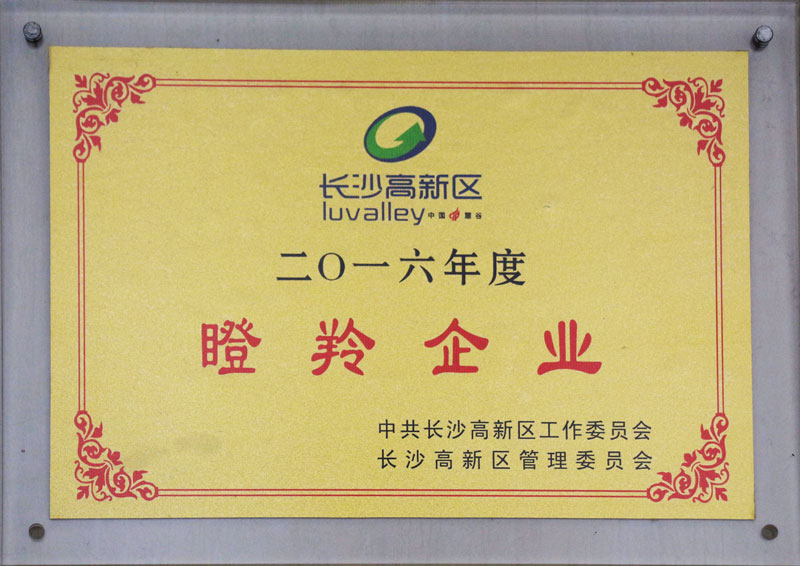 长沙高新区
luvalley 中国 麓谷
二〇一六年度
瞪羚企业
中共长沙高新区工作委员会
长沙高新区管理委员会